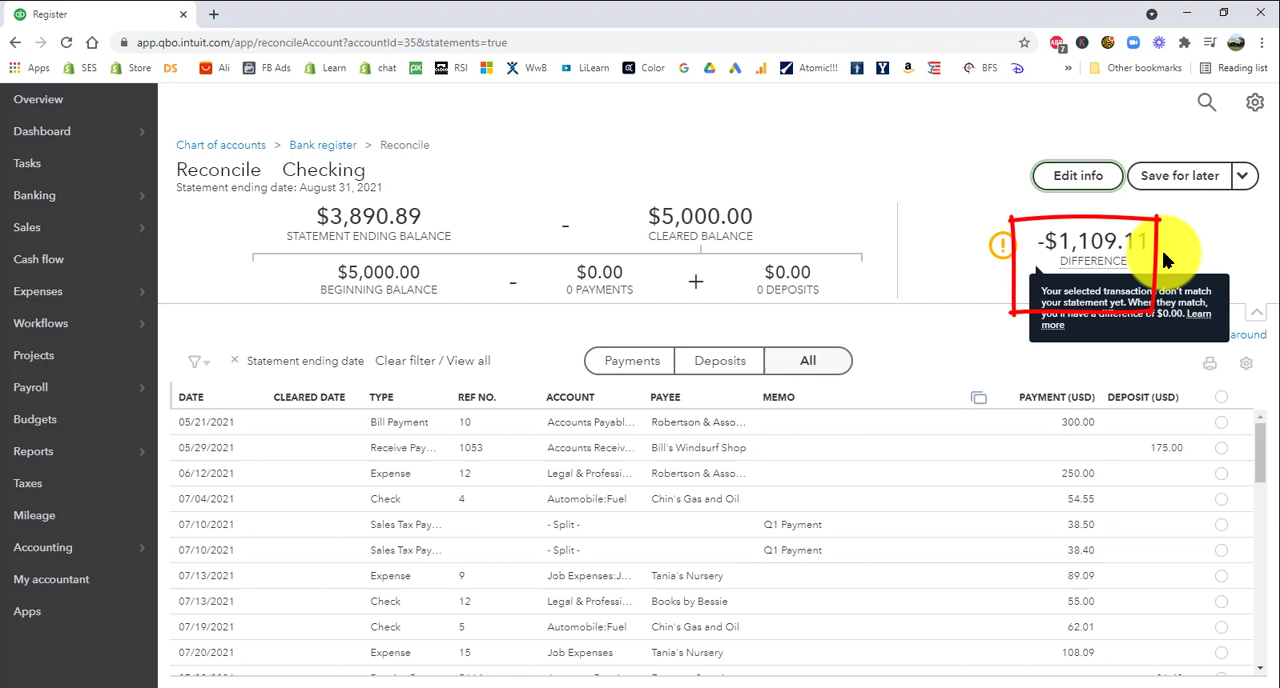 Register
app.qbo.intuit.com/app/reconcileAccount?accountId=35&statements=true
Apps SES Store DS Ali FB Ads Learn chat px RSI WwB LiLearn Color Atomic!!! BFS » Other bookmarks Reading list
Overview
Dashboard
Tasks
Banking
Sales
Cash flow
Expenses
Workflows
Projects
Payroll
Budgets
Reports
Taxes
Mileage
Accounting
My accountant
Apps
Chart of accounts > Bank register > Reconcile
Reconcile Checking
Statement ending date: August 31, 2021
Edit info Save for later
$3,890.89 - $5,000.00
STATEMENT ENDING BALANCE CLEARED BALANCE
$5,000.00 - $0.00 + $0.00
BEGINNING BALANCE 0 PAYMENTS 0 DEPOSITS
-$1,109.11
DIFFERENCE
Your selected transactions don't match
your statement yet. When they match,
you'll have a difference of $0.00. Learn
more
around
Statement ending date Clear filter / View all Payments Deposits All
DATE CLEARED DATE TYPE REF NO. ACCOUNT PAYEE MEMO PAYMENT (USD) DEPOSIT (USD)
05/21/2021 Bill Payment 10 Accounts Payabl... Robertson & Asso... 300.00
05/29/2021 Receive Pay... 1053 Accounts Receiv... Bill's Windsurf Shop 175.00
06/12/2021 Expense 12 Legal & Professi... Robertson & Asso... 250.00
07/04/2021 Check 4 Automobile:Fuel Chin's Gas and Oil 54.55
07/10/2021 Sales Tax Pay... - Split - Q1 Payment 38.50
07/10/2021 Sales Tax Pay... - Split - Q1 Payment 38.40
07/13/2021 Expense 9 Job Expenses:J... Tania's Nursery 89.09
07/13/2021 Check 12 Legal & Professi... Books by Bessie 55.00
07/19/2021 Check 5 Automobile:Fuel Chin's Gas and Oil 62.01
07/20/2021 Expense 15 Job Expenses Tania's Nursery 108.09